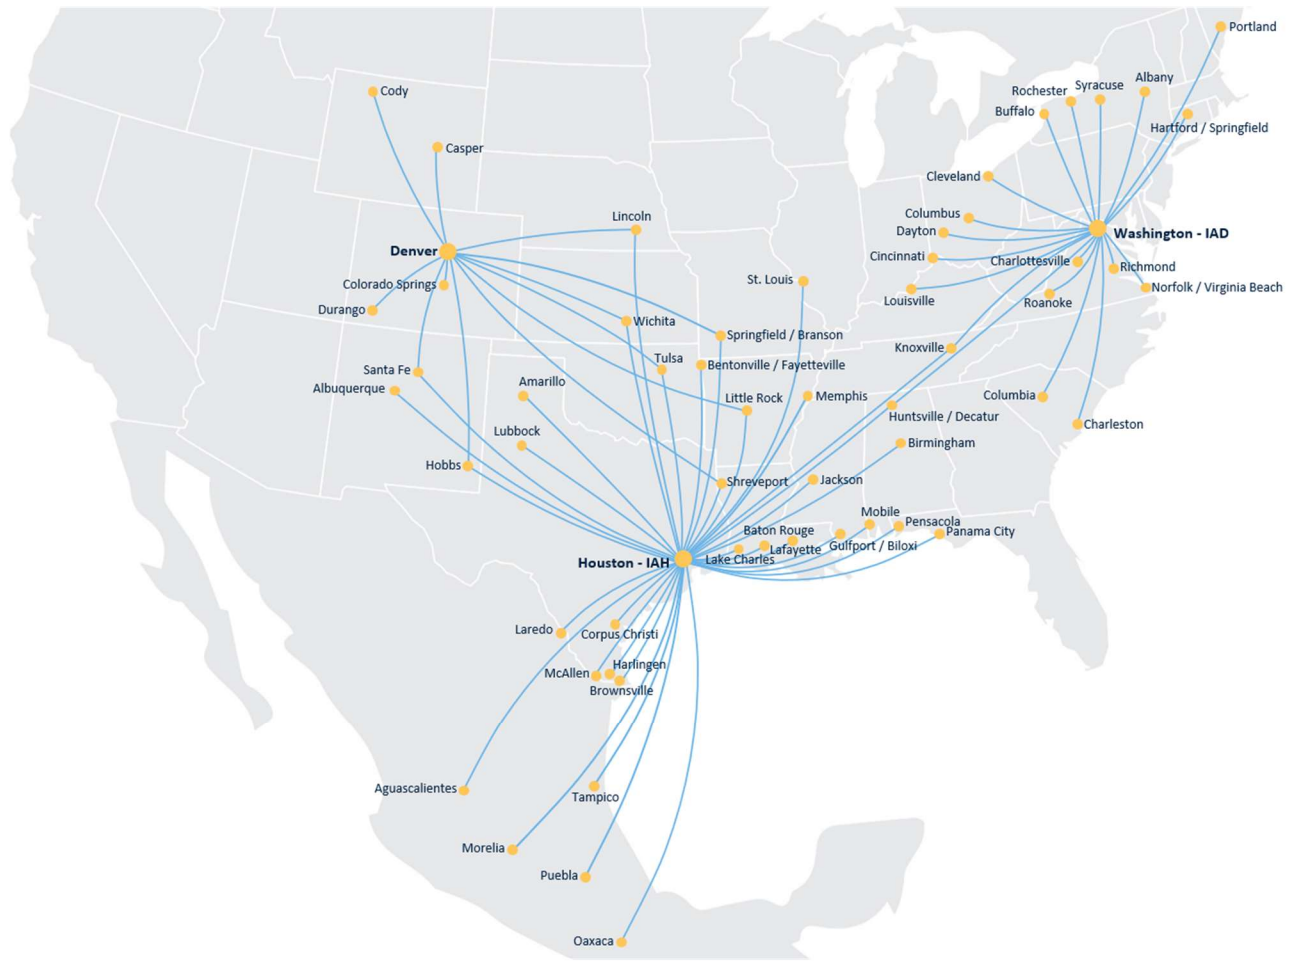 Portland
Cody
Albany
Syracuse
Rochester
Buffalo
Hartford / Springfield
Casper
Cleveland
Lincoln
Columbus
Dayton
Washington - IAD
Denver
Cincinnati
Charlottesville
Richmond
St. Louis
Colorado Springs
Norfolk / Virginia Beach
Louisville
Roanoke
Durango
Wichita
Springfield / Branson
Knoxville
Tulsa
Bentonville / Fayetteville
Santa Fe
Albuquerque
Amarillo
Little Rock
Memphis
Columbia
Huntsville / Decatur
Charleston
Lubbock
Birmingham
Hobbs
Shreveport
Jackson
Mobile
Pensacola
Panama City
Baton Rouge
Gulfport / Biloxi
Lafayette
Lake Charles
Houston - IAH
Laredo
Corpus Christi
Harlingen
McAllen
Brownsville
Aguascalientes
Tampico
Morelia
Puebla
Oaxaca